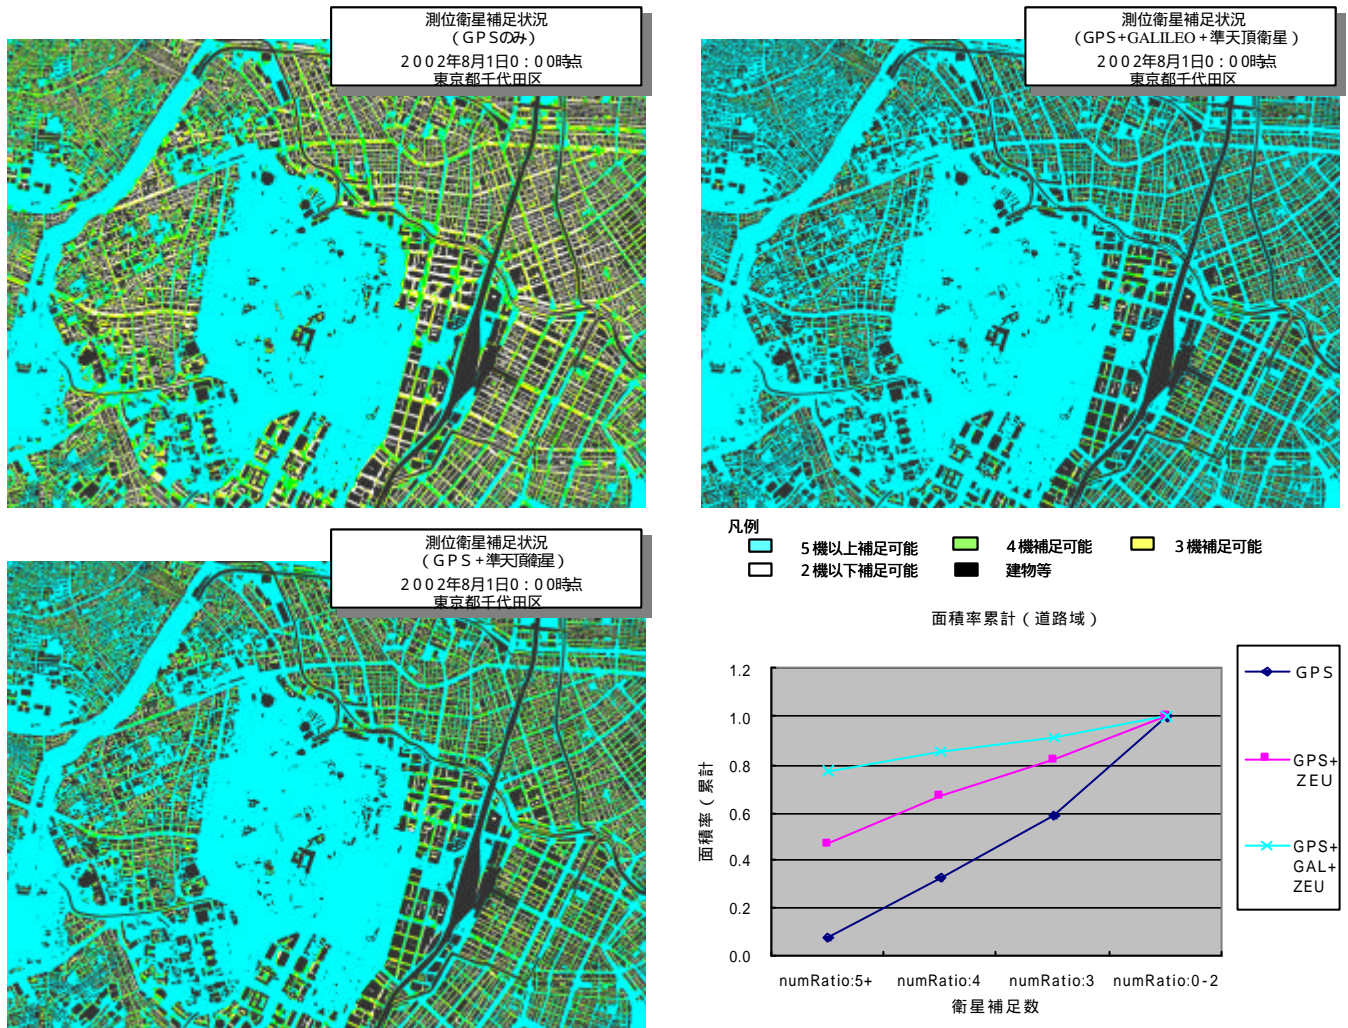 測位衛星補足状況
(GPSのみ)
2002年8月1日0:00時点
東京都千代田区
測位衛星補足状況
(GPS+GALILEO+準天頂衛星)
2002年8月1日0:00時点
東京都千代田区
測位衛星補足状況
(GPS+準天頂衛星)
2002年8月1日0:00時点
東京都千代田区
凡例
5機以上補足可能
4機補足可能
3機補足可能
2機以下補足可能
建物等
面積率累計(道路域)
面積率(累計
1.2
1.0
0.8
0.6
0.4
0.2
0.0
numRatio:5+
numRatio:4
numRatio:3
numRatio:0-2
衛星補足数
GPS
GPS+
ZEU
GPS+
GAL+
ZEU